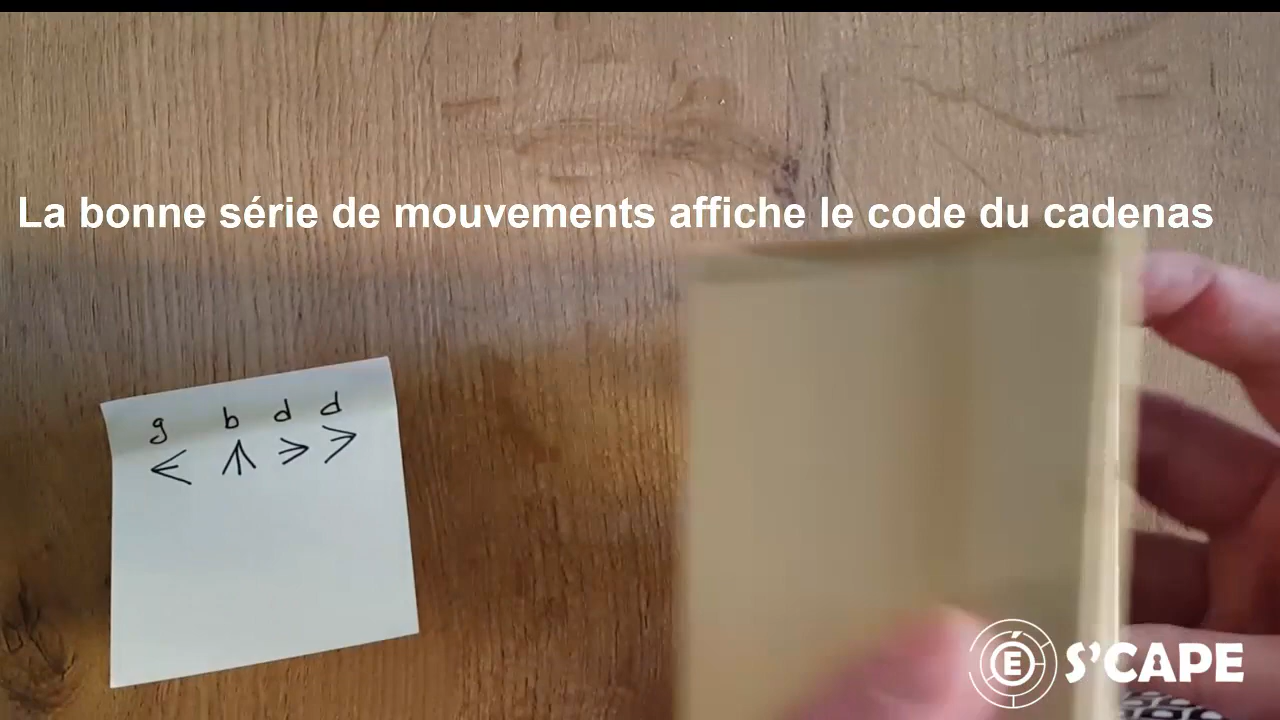 La bonne série de mouvements affiche le code du cadenas
g b d d
É S'CAPE